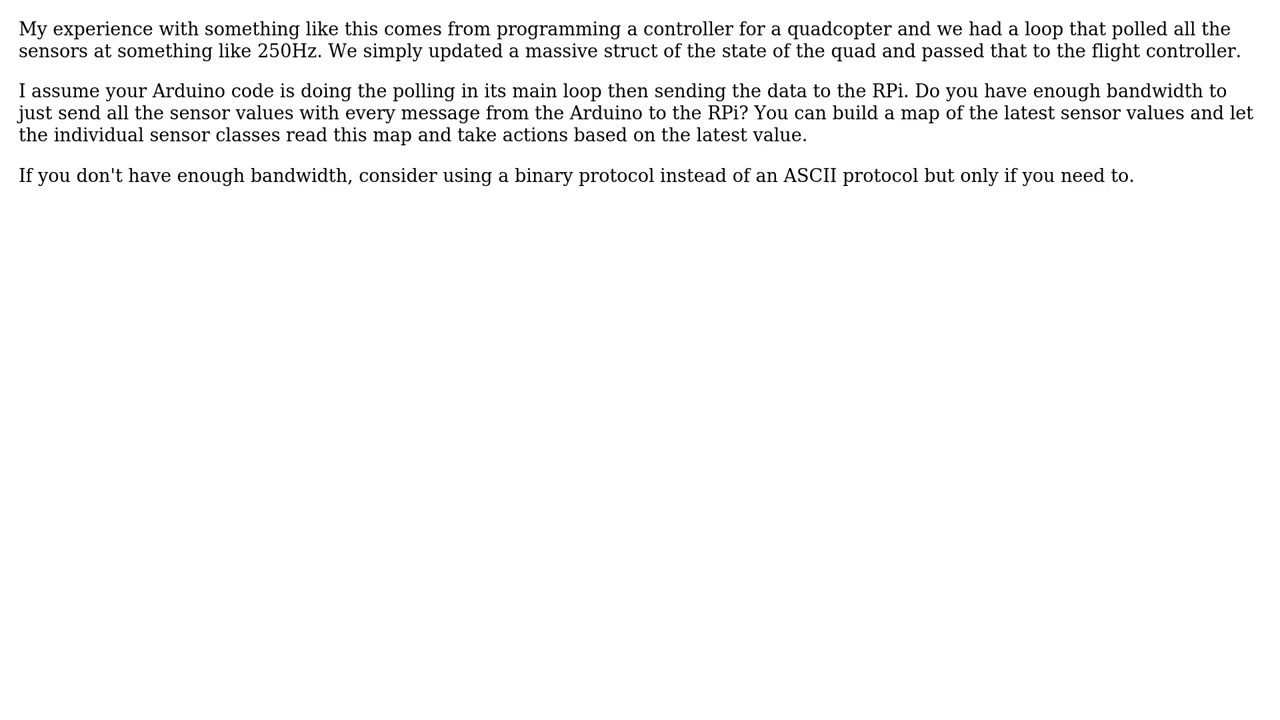 My experience with something like this comes from programming a controller for a quadcopter and we had a loop that polled all the
sensors at something like 250Hz. We simply updated a massive struct of the state of the quad and passed that to the flight controller.
I assume your Arduino code is doing the polling in its main loop then sending the data to the RPi. Do you have enough bandwidth to
just send all the sensor values with every message from the Arduino to the RPi? You can build a map of the latest sensor values and let
the individual sensor classes read this map and take actions based on the latest value.
If you don't have enough bandwidth, consider using a binary protocol instead of an ASCII protocol but only if you need to.